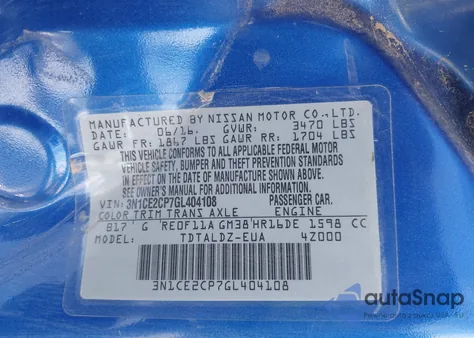 MANUFACTURED BY NISSAN MOTOR CO., LTD.
DATE: 06/16. GVWR: 3470 LBS
GAWR FR: 1867 LBS GAWR RR: 1704 LBS
THIS VEHICLE CONFORMS TO ALL APPLICABLE FEDERAL MOTOR
VEHICLE SAFETY, BUMPER AND THEFT PREVENTION STANDARDS
IN EFFECT ON THE DATE OF MANUFACTURE SHOWN ABOVE.
SEE OWNER'S MANUAL FOR ADDITIONAL INFORMATION
VIN: 3N1CE2CP7GL404108 PASSENGER CAR.
COLOR TRIM TRANS AXLE ENGINE
B17 G RE0F11A GM38 HR16DE 1598 CC
MODEL: TDTALDZ-EUA 4Z000
3N1CE2CP7GL404108
autoSnap